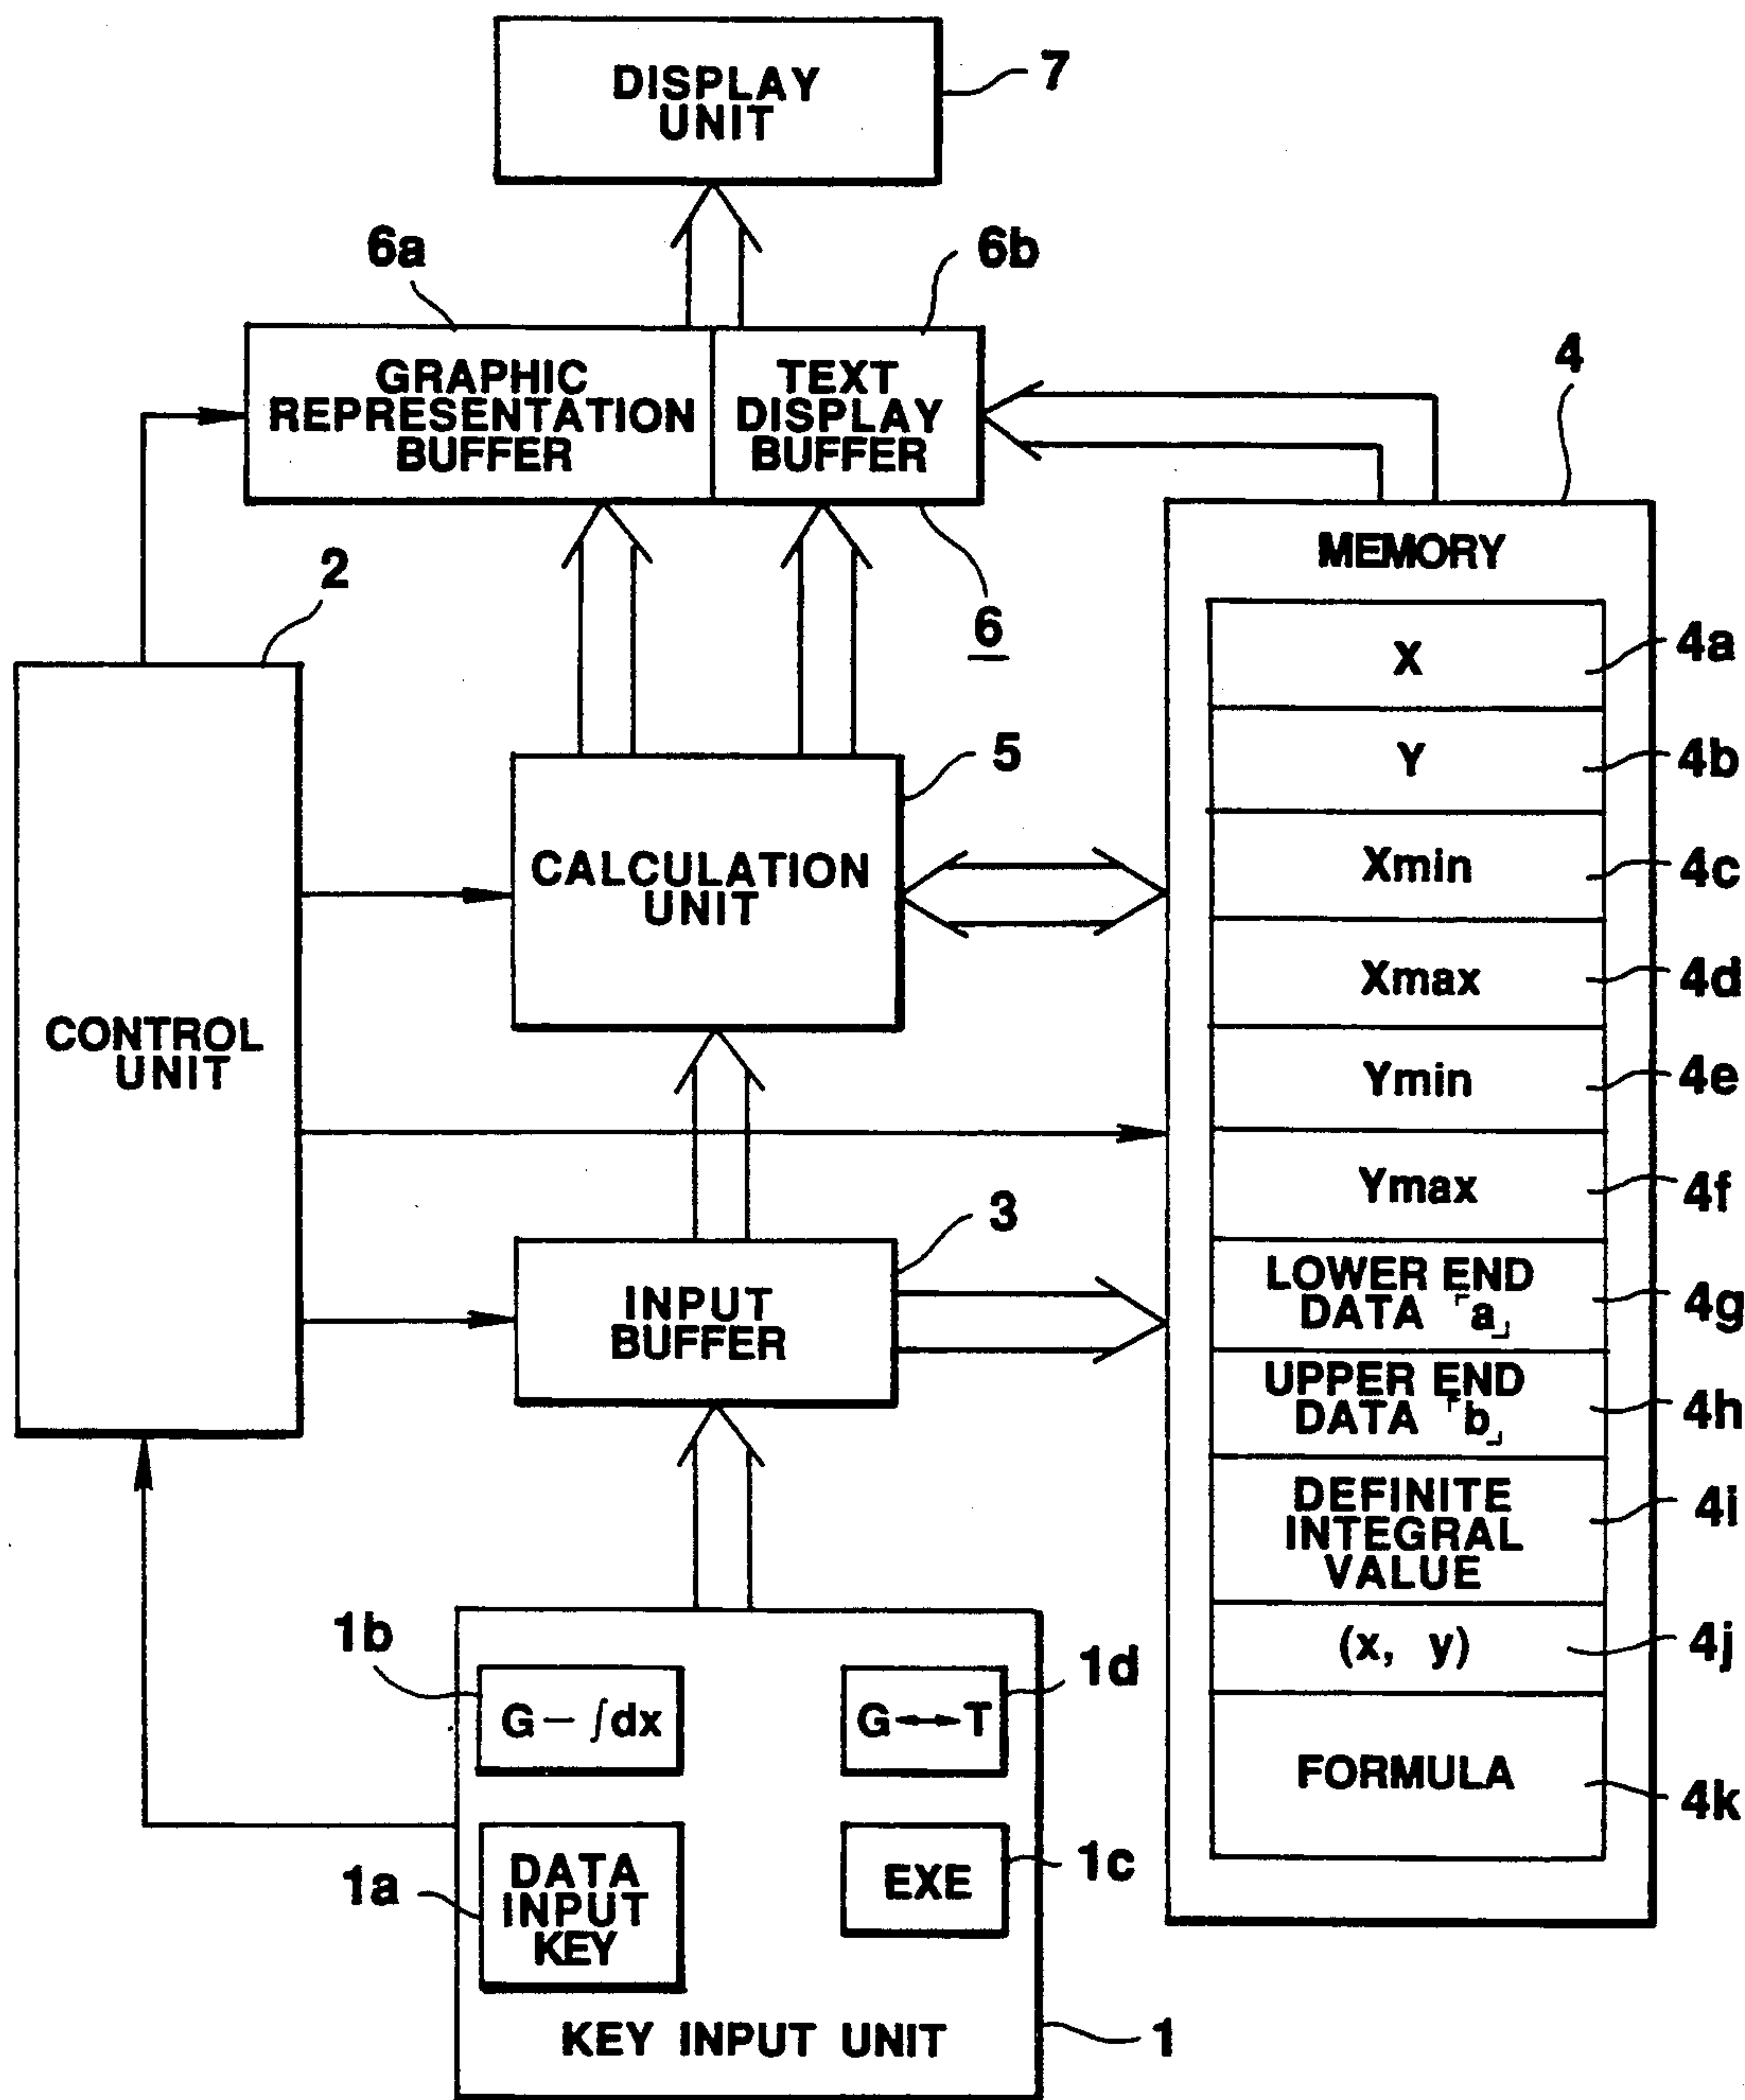 DISPLAY
UNIT
7
6a
6b
GRAPHIC
REPRESENTATION
BUFFER
TEXT
DISPLAY
BUFFER
6
4
MEMORY
X
4a
Y
4b
Xmin
4c
Xmax
4d
Ymin
4e
Ymax
4f
LOWER END
DATA 「a」
4g
UPPER END
DATA 「b」
4h
DEFINITE
INTEGRAL
VALUE
4i
(x, y)
4j
FORMULA
4k
2
CONTROL
UNIT
5
CALCULATION
UNIT
3
INPUT
BUFFER
1b
G — ∫dx
1d
G ↔ T
1a
DATA
INPUT
KEY
1c
EXE
KEY INPUT UNIT
1